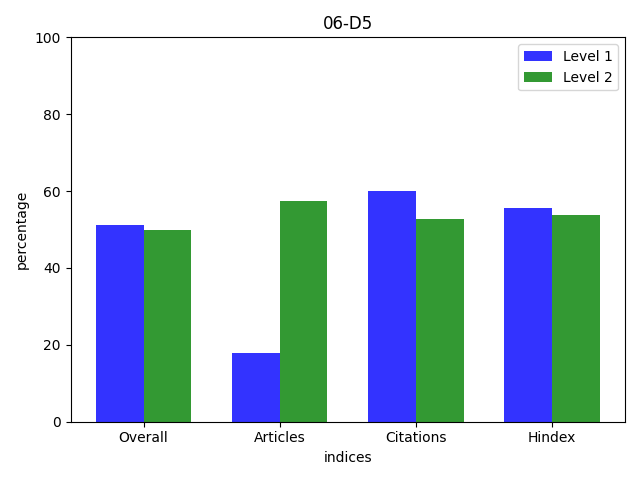 06-D5
100
80
60
40
20
0
percentage
Level 1
Level 2
Overall
Articles
Citations
Hindex
indices